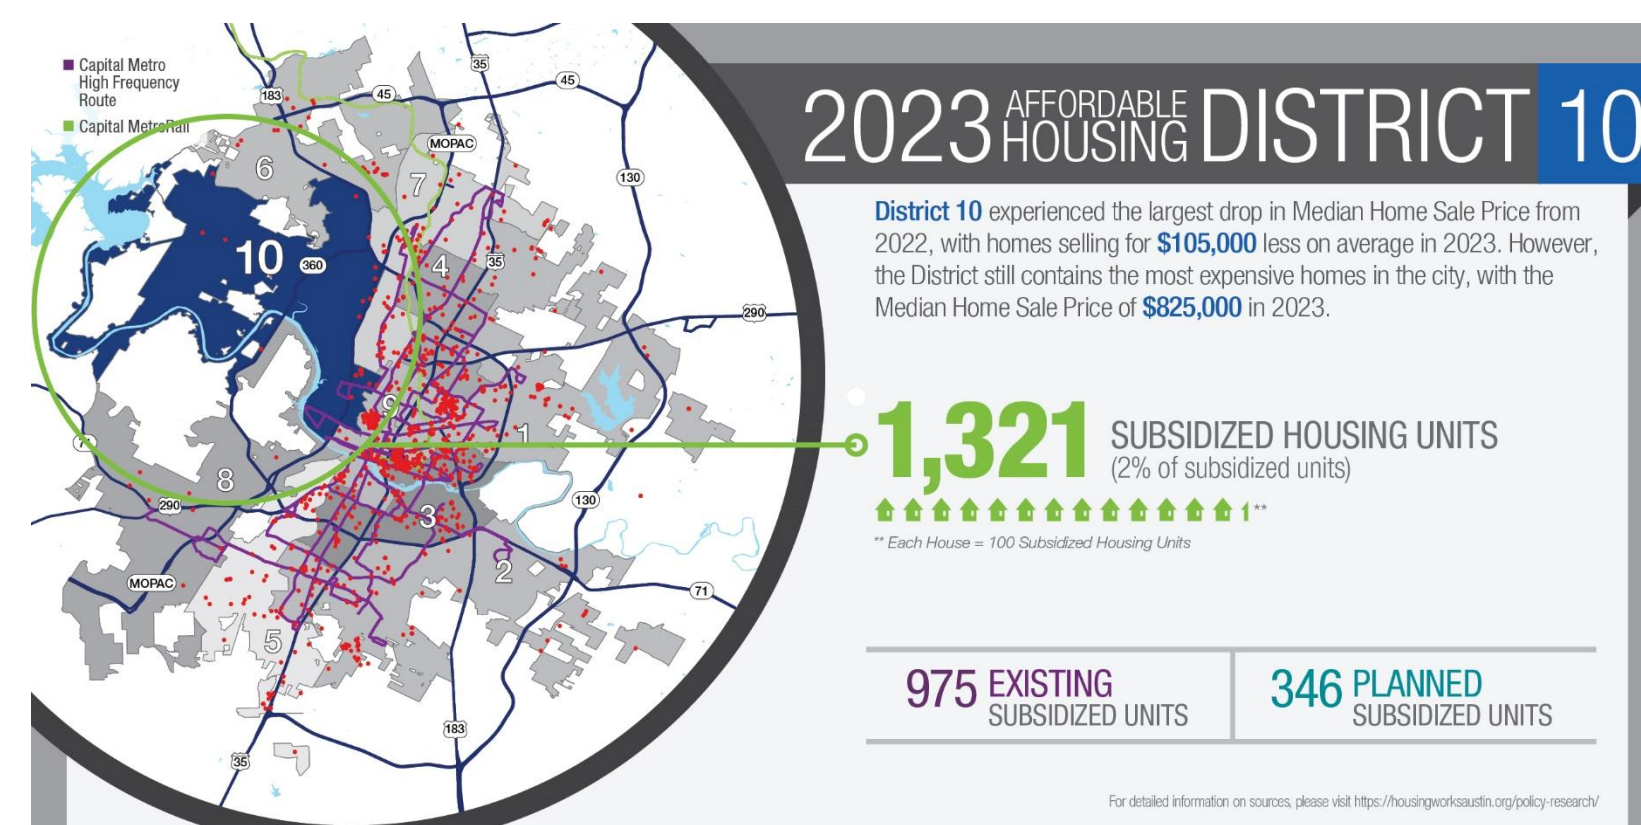 Capital Metro
High Frequency
Route
Capital MetroRail
183
45
35
45
MOPAC
130
6
7
10
360
4
35
290
9
1
71
8
290
130
3
2
MOPAC
71
5
183
35
2023 AFFORDABLE HOUSING DISTRICT 10
District 10 experienced the largest drop in Median Home Sale Price from
2022, with homes selling for $105,000 less on average in 2023. However,
the District still contains the most expensive homes in the city, with the
Median Home Sale Price of $825,000 in 2023.
1,321 SUBSIDIZED HOUSING UNITS
(2% of subsidized units)
**
** Each House = 100 Subsidized Housing Units
975 EXISTING
SUBSIDIZED UNITS
346 PLANNED
SUBSIDIZED UNITS
For detailed information on sources, please visit https://housingworksaustin.org/policy-research/